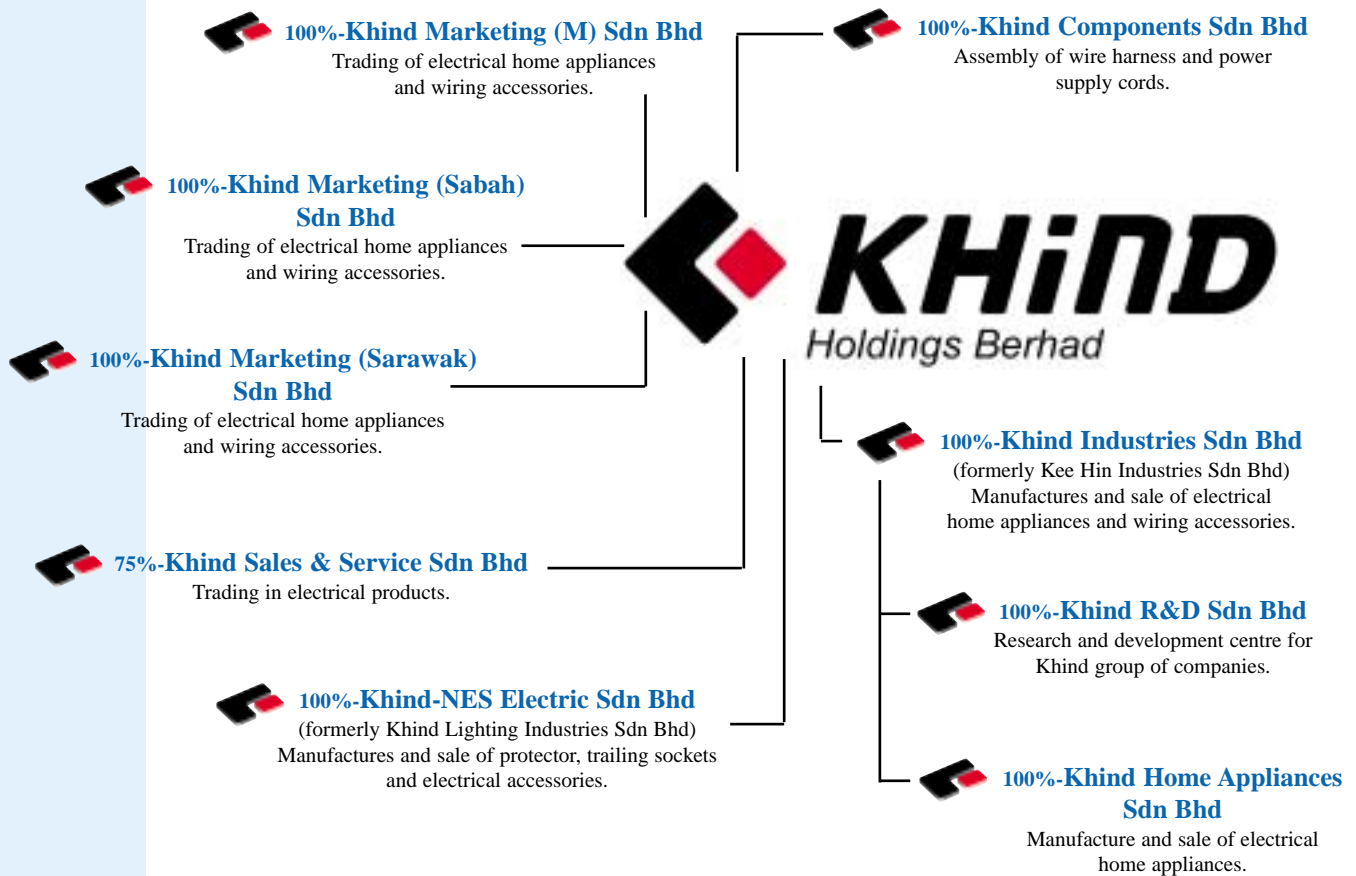 100%-Khind Marketing (M) Sdn Bhd
Trading of electrical home appliances
and wiring accessories.
100%-Khind Components Sdn Bhd
Assembly of wire harness and power
supply cords.
100%-Khind Marketing (Sabah)
Sdn Bhd
Trading of electrical home appliances
and wiring accessories.
KHiND
Holdings Berhad
100%-Khind Marketing (Sarawak)
Sdn Bhd
Trading of electrical home appliances
and wiring accessories.
100%-Khind Industries Sdn Bhd
(formerly Kee Hin Industries Sdn Bhd)
Manufactures and sale of electrical
home appliances and wiring accessories.
75%-Khind Sales & Service Sdn Bhd
Trading in electrical products.
100%-Khind R&D Sdn Bhd
Research and development centre for
Khind group of companies.
100%-Khind-NES Electric Sdn Bhd
(formerly Khind Lighting Industries Sdn Bhd)
Manufactures and sale of protector, trailing sockets
and electrical accessories.
100%-Khind Home Appliances
Sdn Bhd
Manufacture and sale of electrical
home appliances.